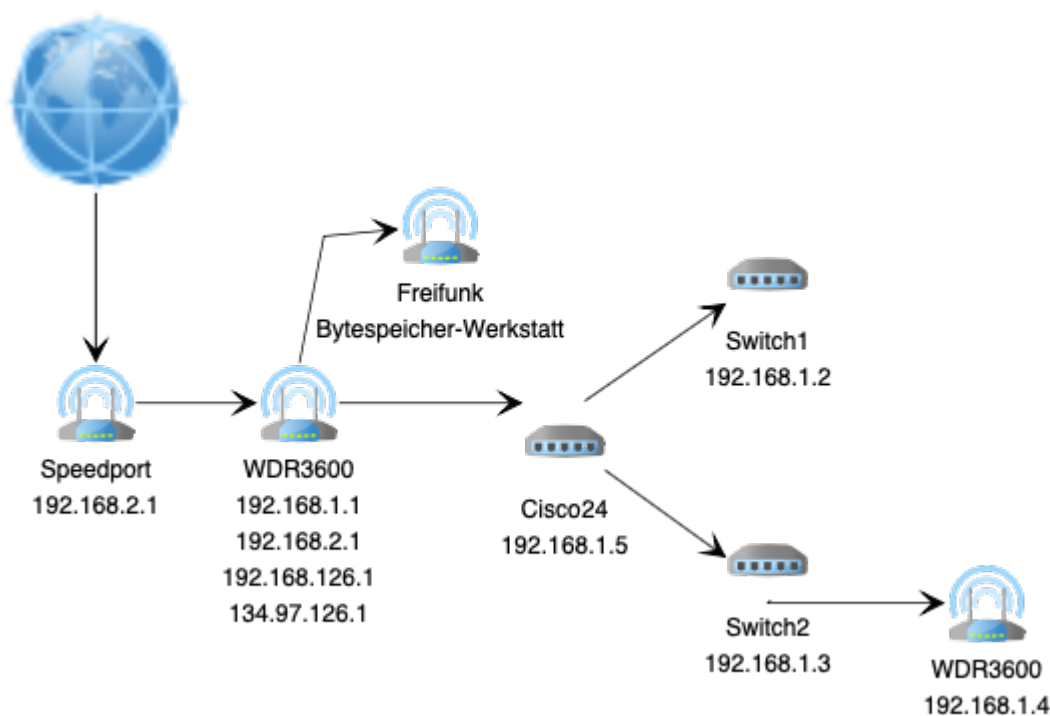 Freifunk
Bytespeicher-Werkstatt
Switch1
192.168.1.2
Speedport
192.168.2.1
WDR3600
192.168.1.1
192.168.2.1
192.168.126.1
134.97.126.1
Cisco24
192.168.1.5
Switch2
192.168.1.3
WDR3600
192.168.1.4